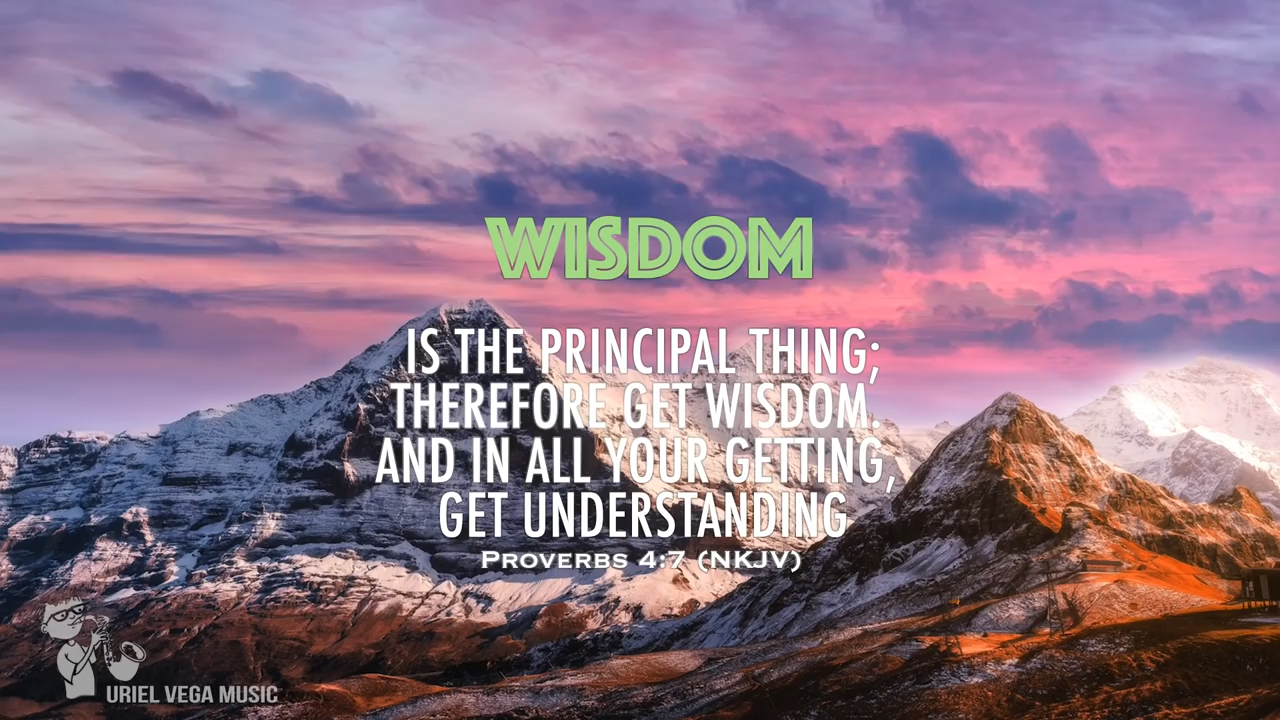 WISDOM
IS THE PRINCIPAL THING;
THEREFORE GET WISDOM.
AND IN ALL YOUR GETTING,
GET UNDERSTANDING
PROVERBS 4:7 (NKJV)
URIEL VEGA MUSIC